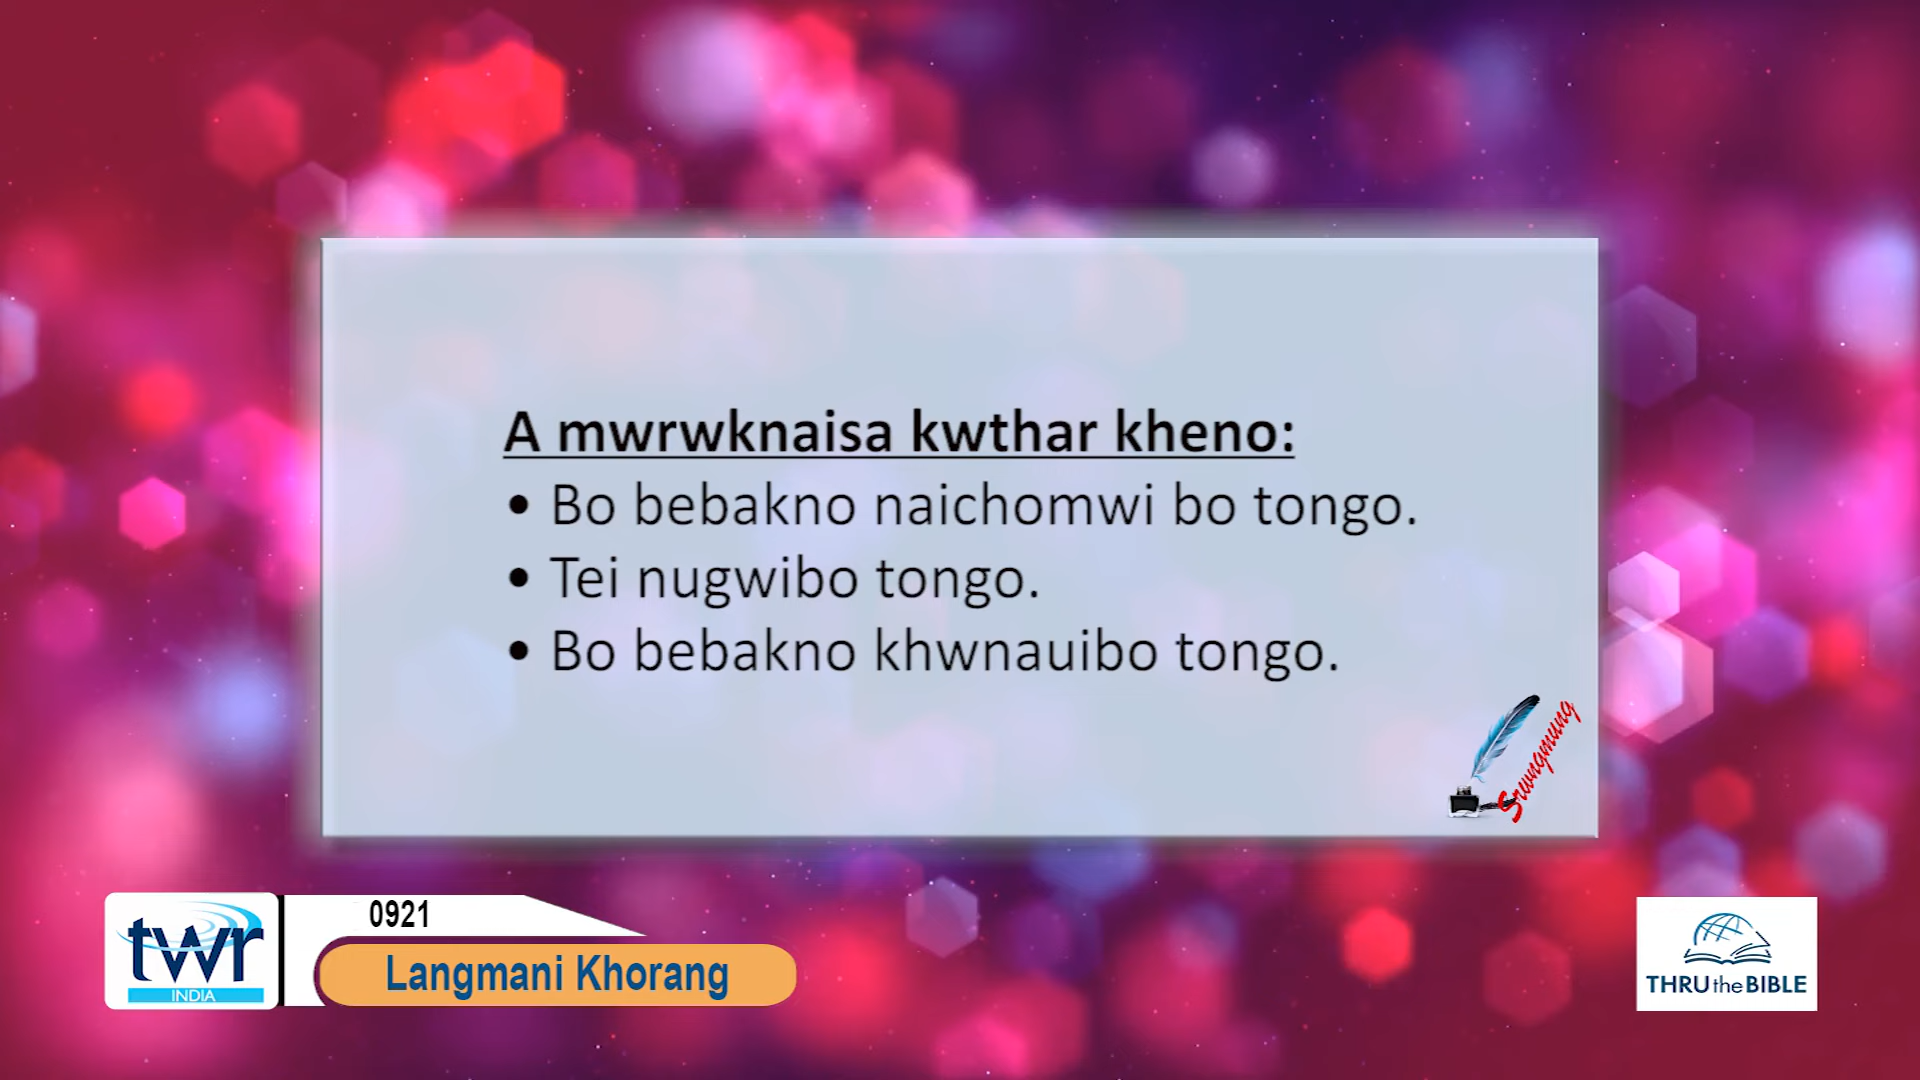 A mwrwknaisa kwthar kheno:
• Bo bebakno naichomwi bo tongo.
• Tei nugwibo tongo.
• Bo bebakno khwnauibo tongo.
Srwngmung
twr
INDIA
0921
Langmani Khorang
THRU the BIBLE